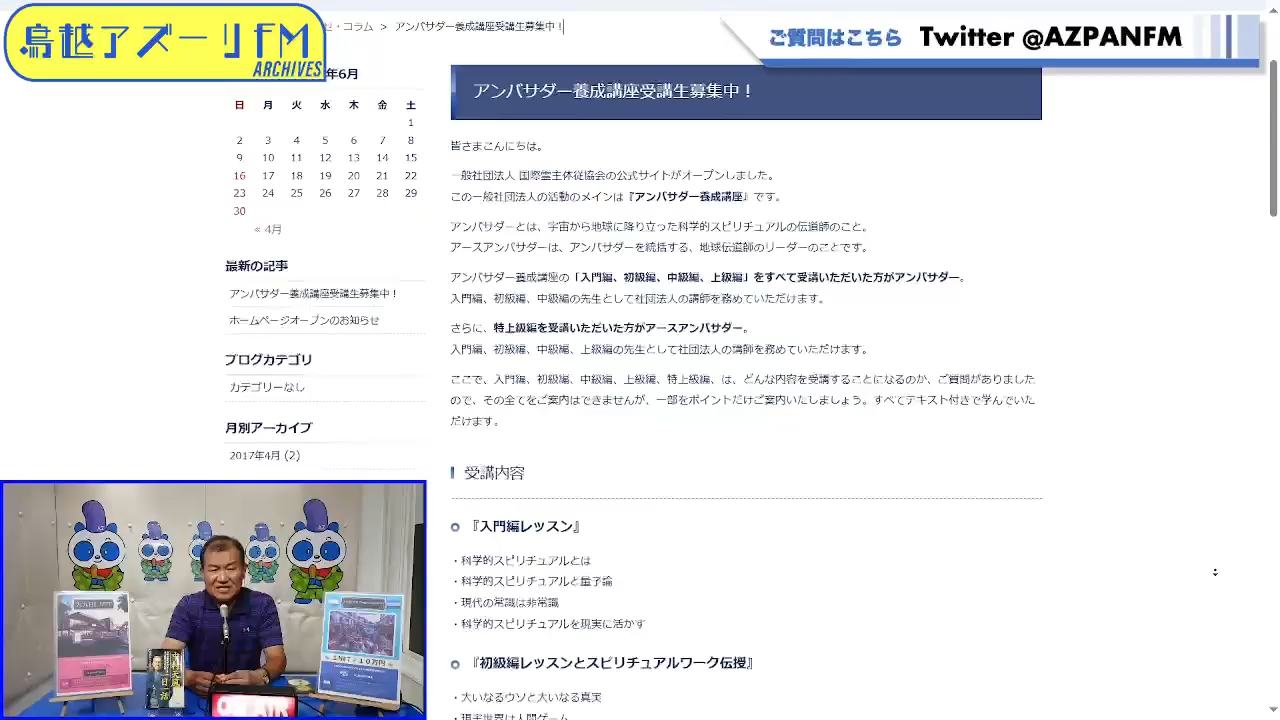 鳥越アズーリFM
ARCHIVES
せ・コラム > アンバサダー養成講座受講生募集中！
ご質問はこちら Twitter @AZPANFM
年6月
日 月 火 水 木 金 土
1
2 3 4 5 6 7 8
9 10 11 12 13 14 15
16 17 18 19 20 21 22
23 24 25 26 27 28 29
30
« 4月
最新の記事
アンバサダー養成講座受講生募集中！
ホームページオープンのお知らせ
ブログカテゴリ
カテゴリーなし
月別アーカイブ
2017年4月 (2)
アンバサダー養成講座受講生募集中！
皆さまこんにちは。
一般社団法人 国際霊主体従協会の公式サイトがオープンしました。
この一般社団法人の活動のメインは『アンバサダー養成講座』です。
アンバサダーとは、宇宙から地球に降り立った科学的スピリチュアルの伝道師のこと。
アースアンバサダーは、アンバサダーを統括する、地球伝道師のリーダーのことです。
アンバサダー養成講座の「入門編、初級編、中級編、上級編」をすべて受講いただいた方がアンバサダー。
入門編、初級編、中級編の先生として社団法人の講師を務めていただけます。
さらに、特上級編を受講いただいた方がアースアンバサダー。
入門編、初級編、中級編、上級編の先生として社団法人の講師を務めていただけます。
ここで、入門編、初級編、中級編、上級編、特上級編、は、どんな内容を受講することになるのか、ご質問がありました
ので、その全てをご案内はできませんが、一部をポイントだけご案内いたしましょう。すべてテキスト付きで学んでいた
だけます。
受講内容
『入門編レッスン』
・科学的スピリチュアルとは
・科学的スピリチュアルと量子論
・現代の常識は非常識
・科学的スピリチュアルを現実に活かす
『初級編レッスンとスピリチュアルワーク伝授』
・大いなるウソと大いなる真実
・現実世界は人間ゲーム
ON AIR